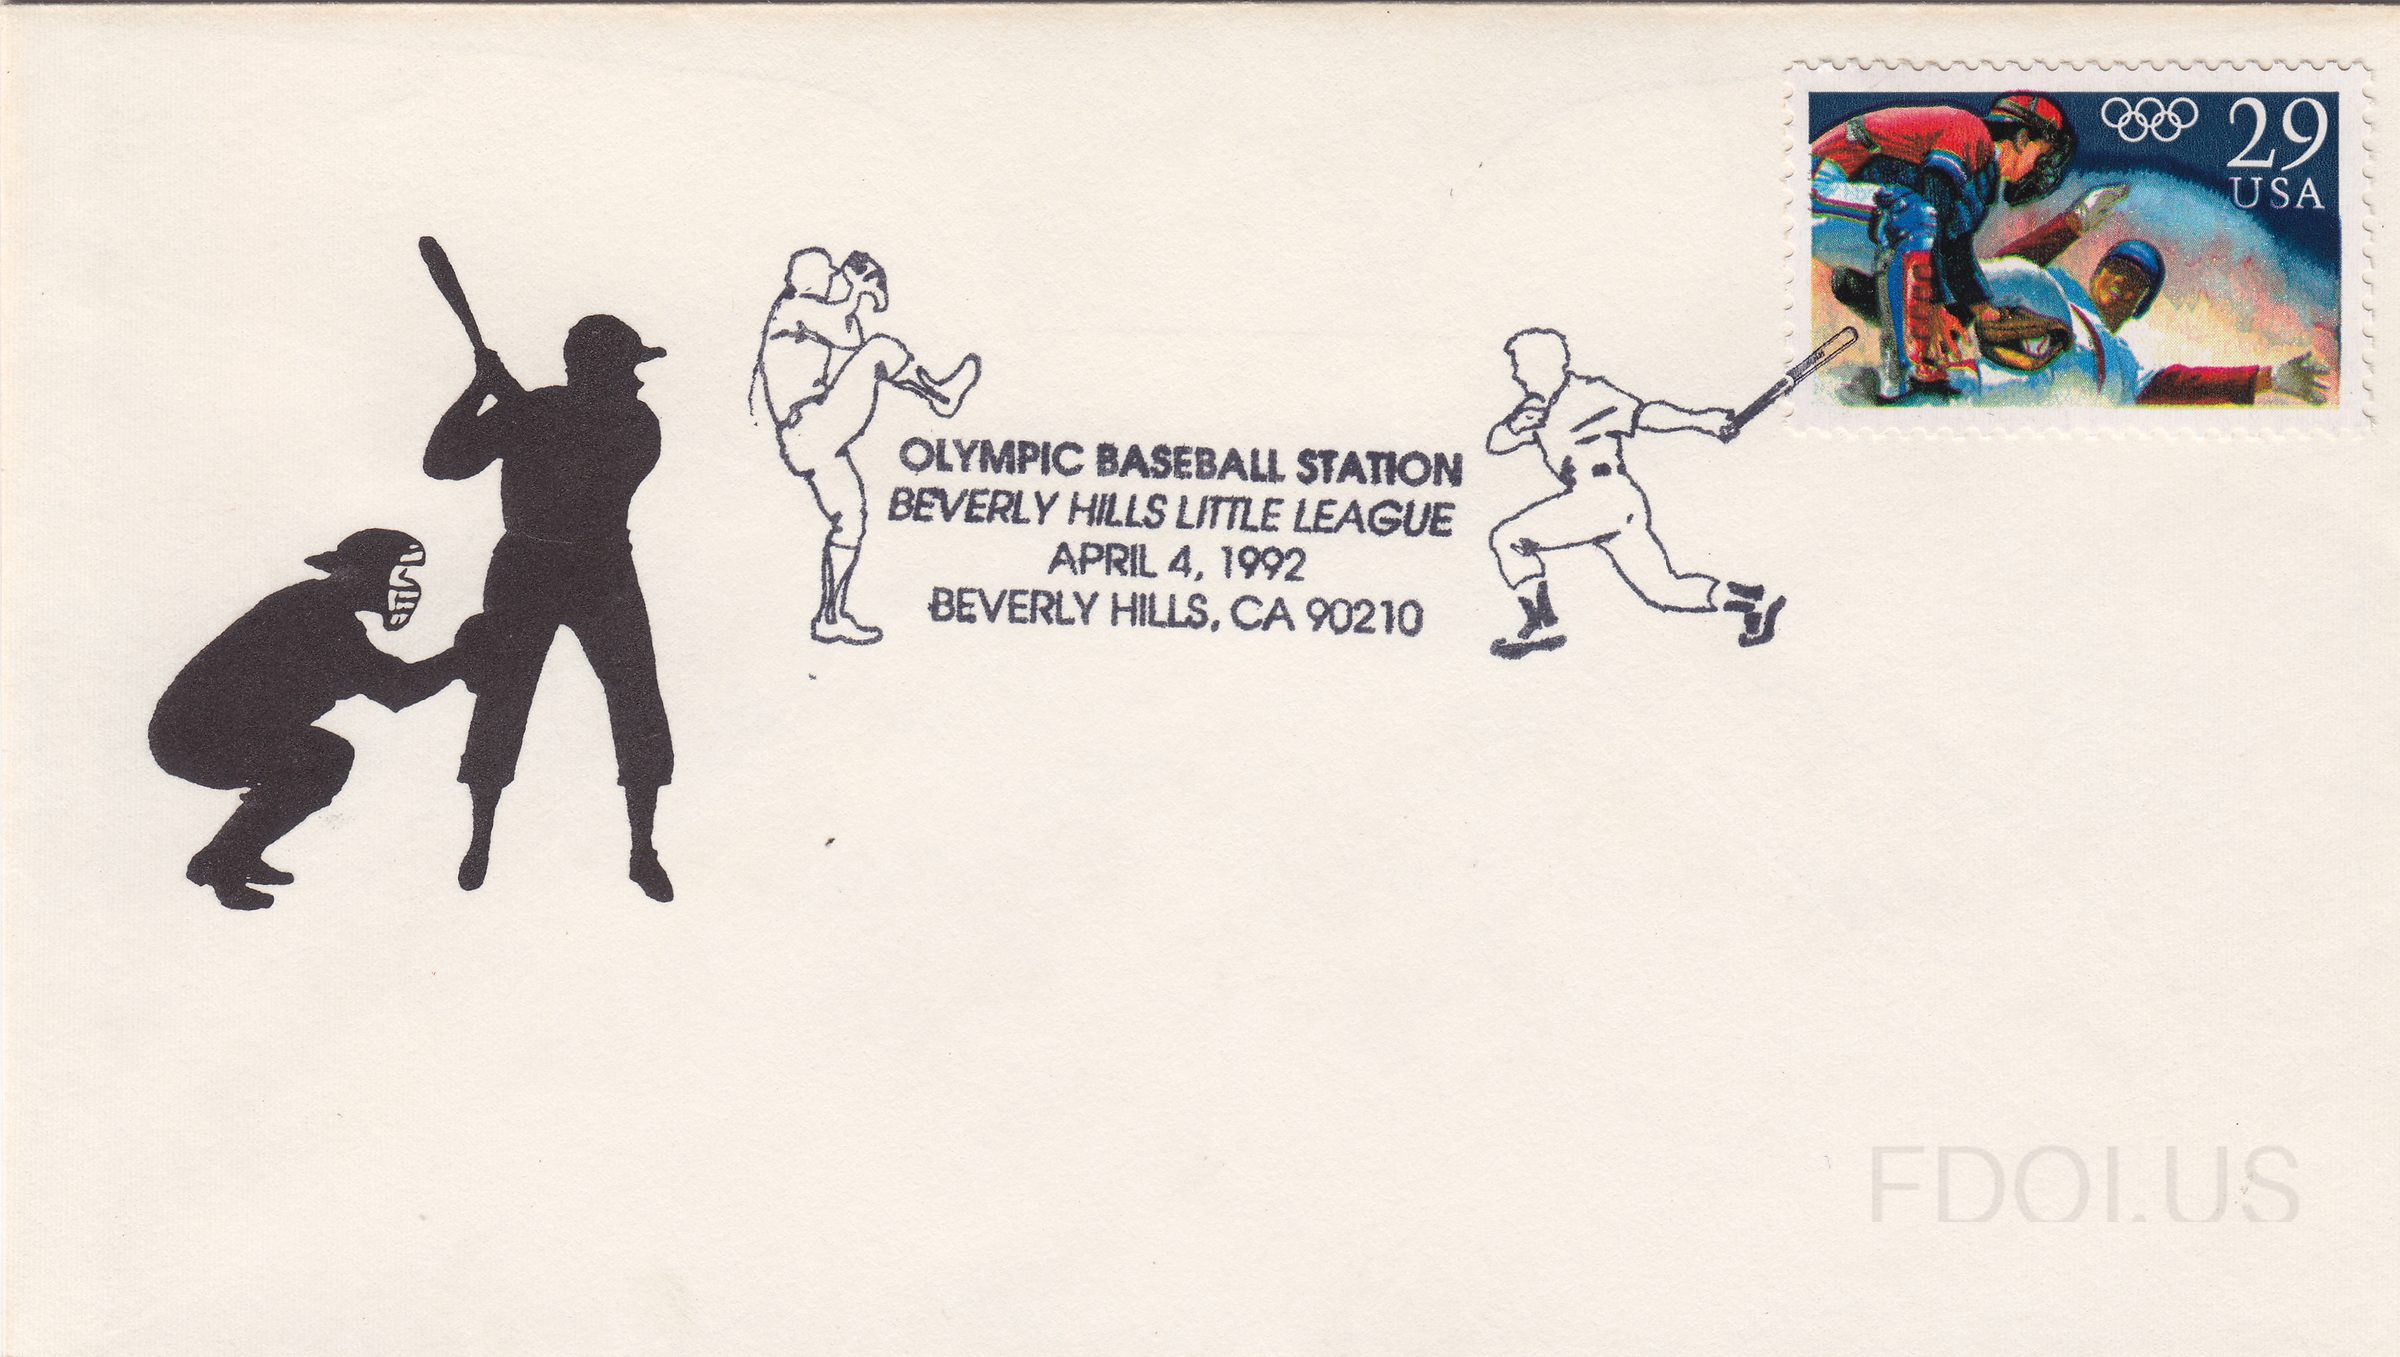 29
USA
OLYMPIC BASEBALL STATION
BEVERLY HILLS LITTLE LEAGUE
APRIL 4, 1992
BEVERLY HILLS, CA 90210
FDOI.US